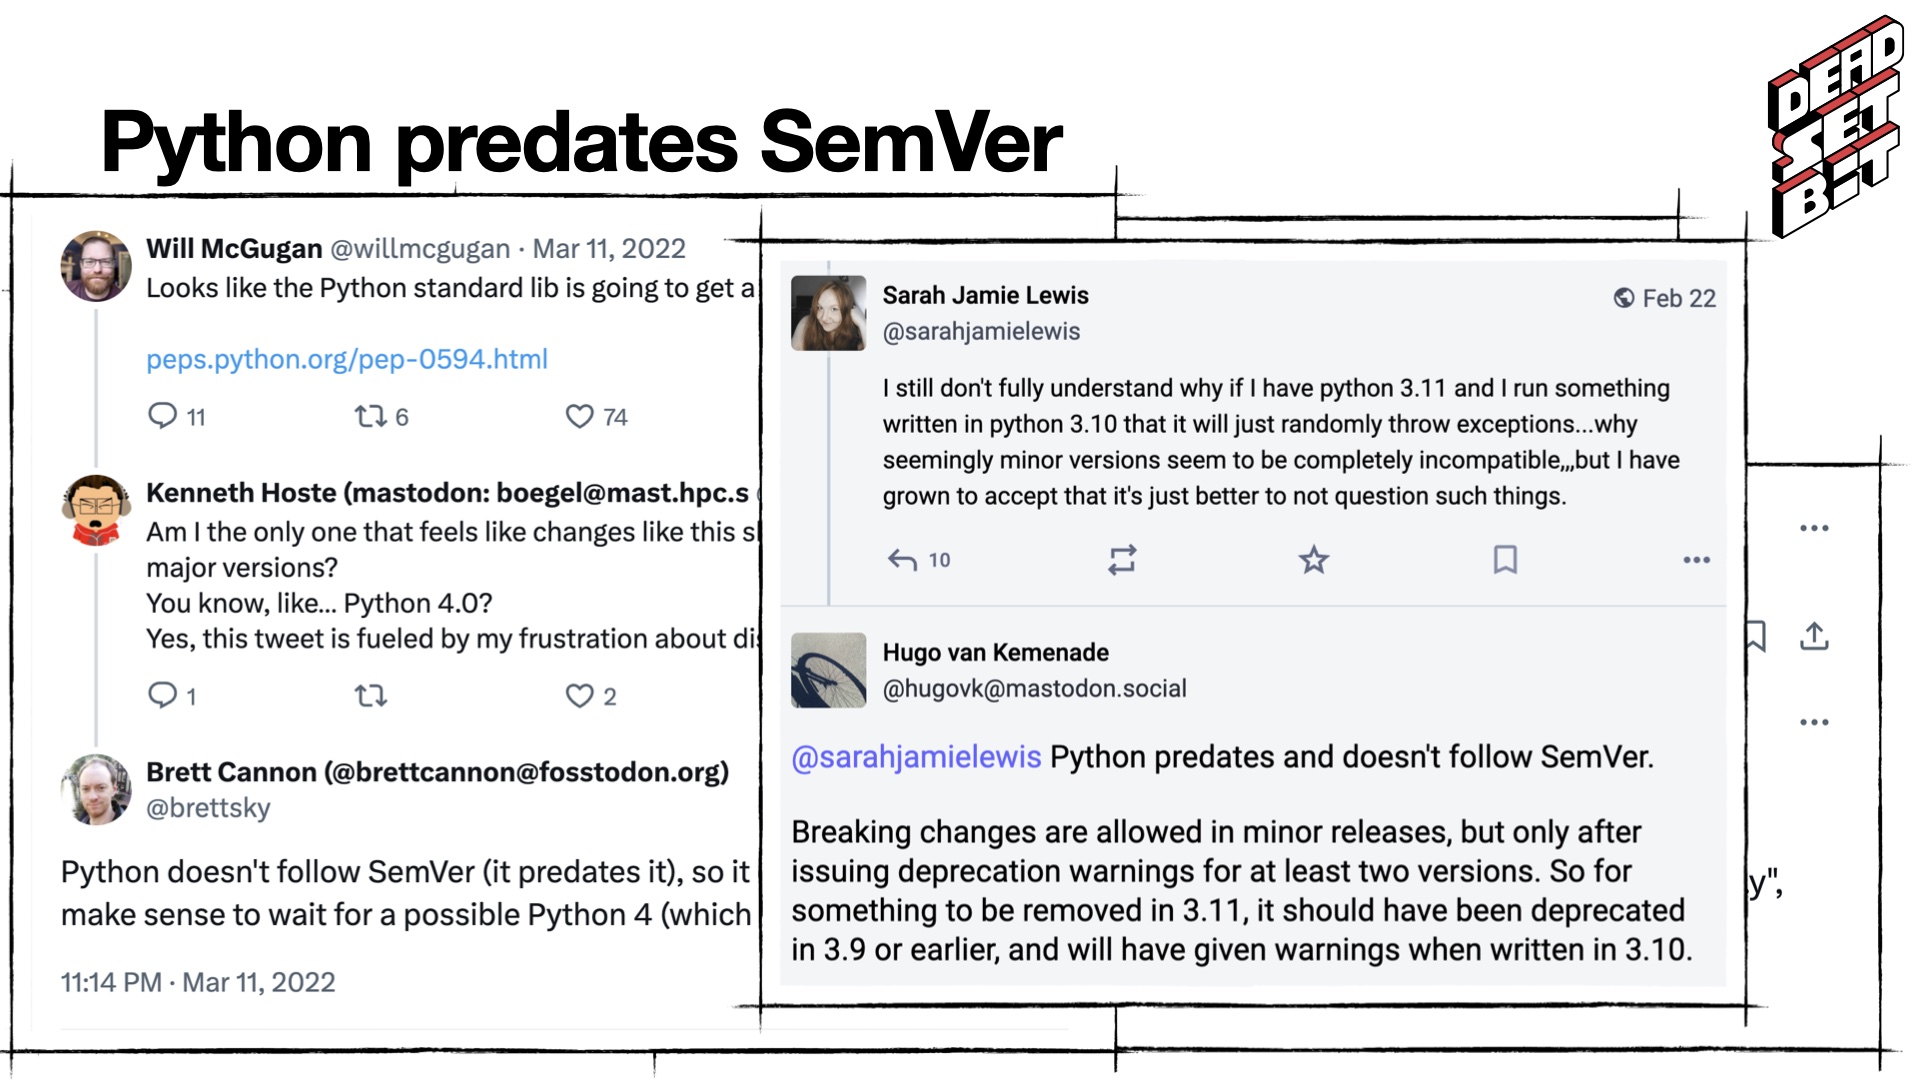 Python predates SemVer
DEAD
SET
BIT
Will McGugan @willmcgugan · Mar 11, 2022
Looks like the Python standard lib is going to get a
peps.python.org/pep-0594.html
11 6 74
Kenneth Hoste (mastodon: boegel@mast.hpc.s
Am I the only one that feels like changes like this
major versions?
You know, like... Python 4.0?
Yes, this tweet is fueled by my frustration about
1 2
Brett Cannon (@brettcannon@fosstodon.org)
@brettsky
Python doesn't follow SemVer (it predates it), so it
make sense to wait for a possible Python 4 (which
11:14 PM · Mar 11, 2022
Sarah Jamie Lewis
Feb 22
@sarahjamielewis
I still don't fully understand why if I have python 3.11 and I run something
written in python 3.10 that it will just randomly throw exceptions...why
seemingly minor versions seem to be completely incompatible,,,but I have
grown to accept that it's just better to not question such things.
10
Hugo van Kemenade
@hugovk@mastodon.social
@sarahjamielewis Python predates and doesn't follow SemVer.
Breaking changes are allowed in minor releases, but only after
issuing deprecation warnings for at least two versions. So for
something to be removed in 3.11, it should have been deprecated
in 3.9 or earlier, and will have given warnings when written in 3.10.
y",